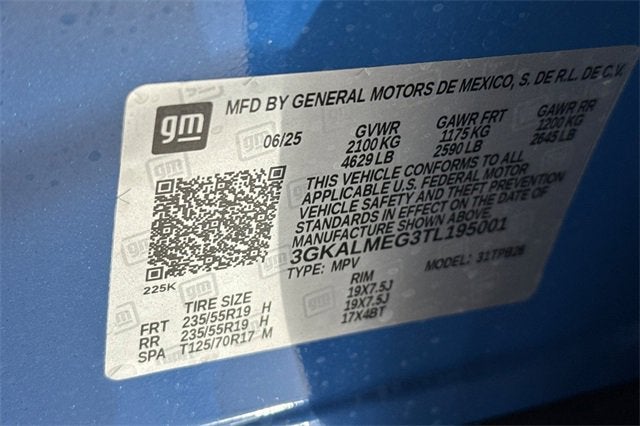 gm
MFD BY GENERAL MOTORS DE MEXICO, S. DE R.L. DE C.V.
06/25 GVWR GAWR FRT GAWR RR
2100 KG 1175 KG 1200 KG
4629 LB 2590 LB 2645 LB
THIS VEHICLE CONFORMS TO ALL
APPLICABLE U.S. FEDERAL MOTOR
VEHICLE SAFETY AND THEFT PREVENTION
STANDARDS IN EFFECT ON THE DATE OF
MANUFACTURE SHOWN ABOVE.
3GKALMEG3TL195001
TYPE: MPV MODEL: 31TPB26
225K
TIRE SIZE RIM
FRT 235/55R19 H 19X7.5J
RR 235/55R19 H 19X7.5J
SPA T125/70R17 M 17X4BT